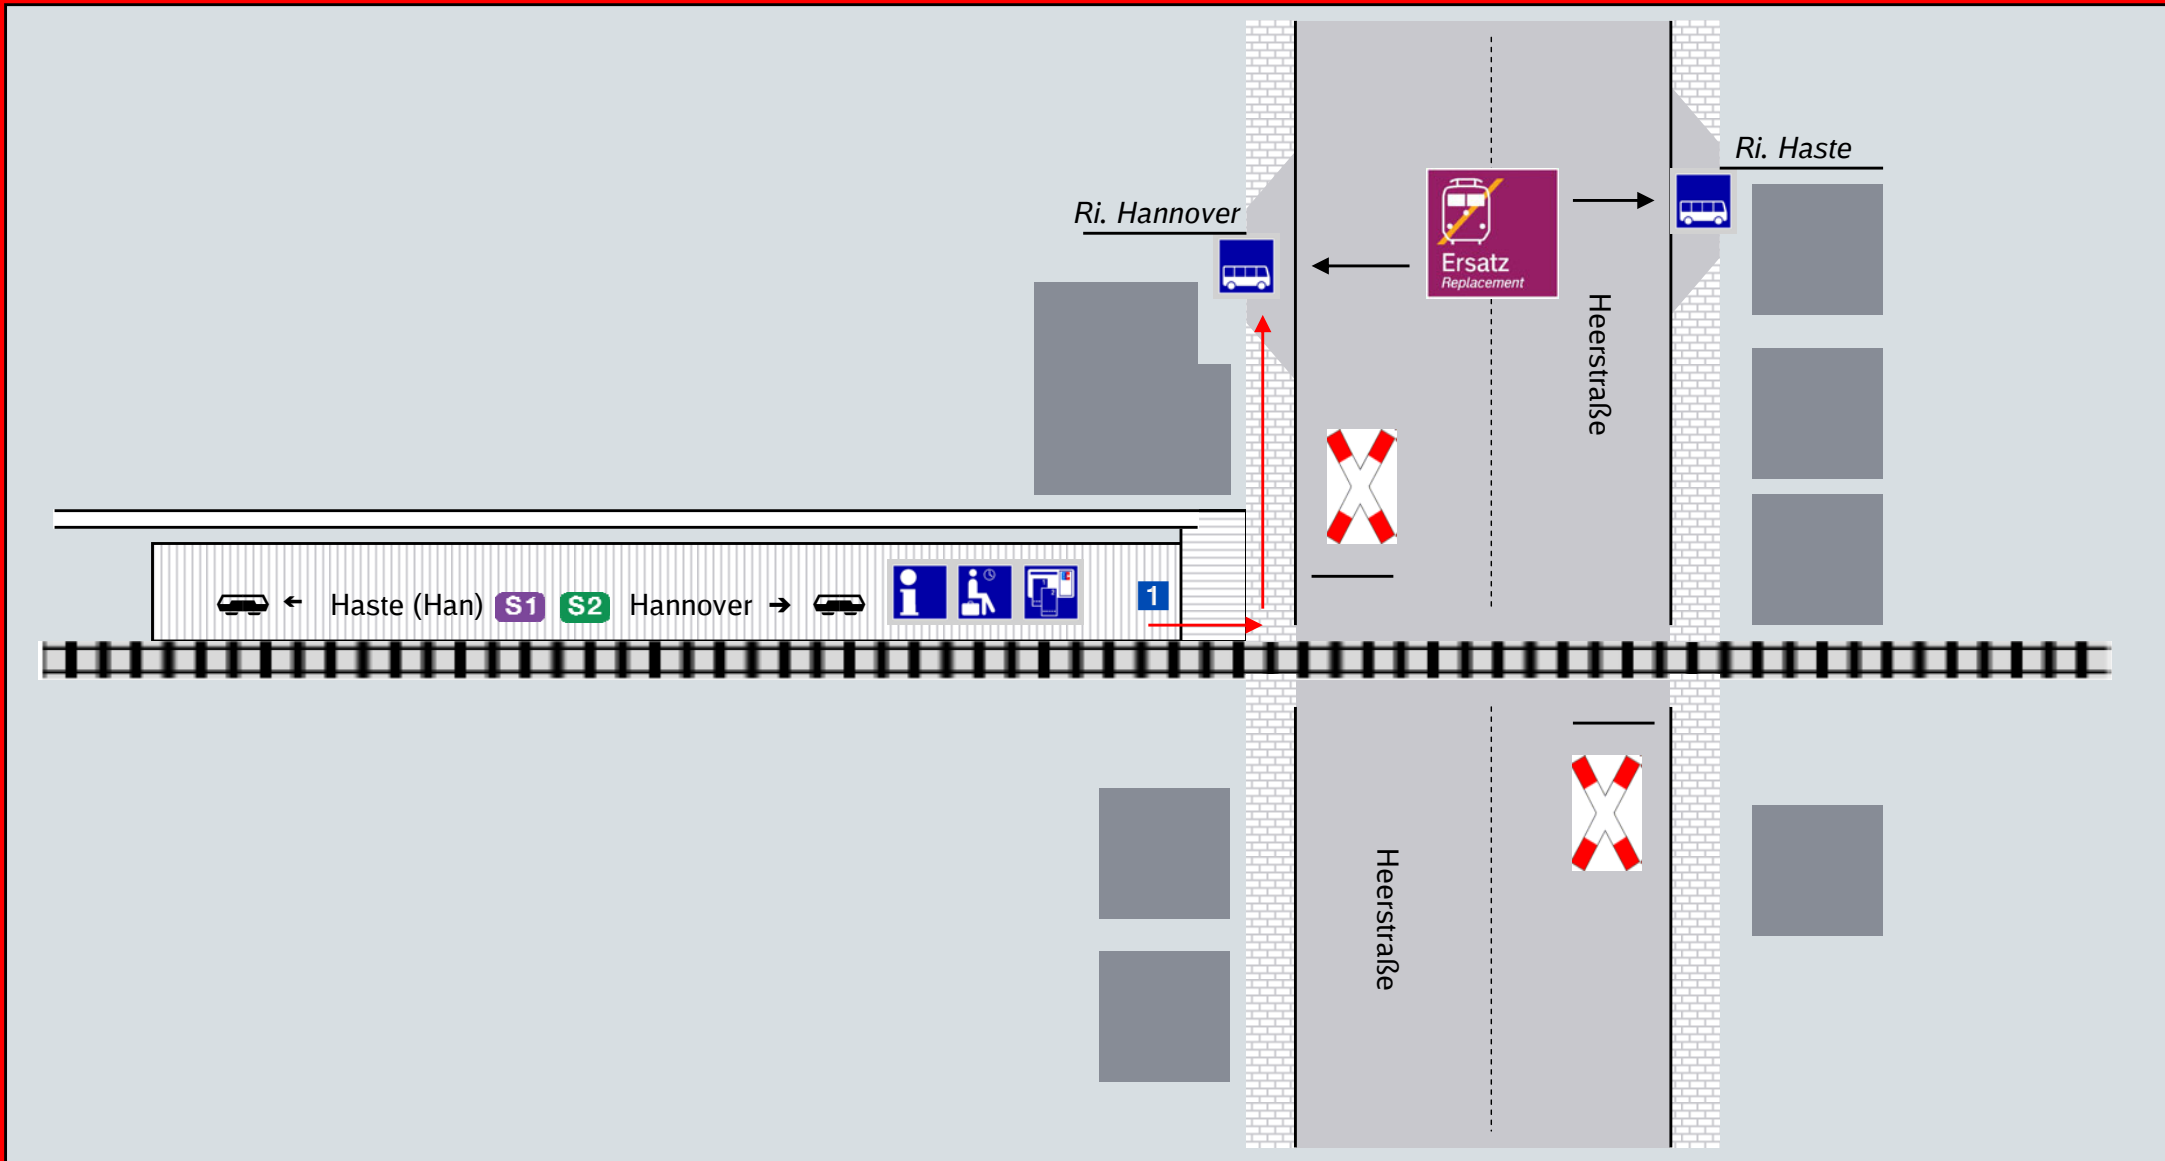 Ri. Haste
Ri. Hannover
Ersatz
Replacement
Heerstraße
Haste (Han) S1 S2 Hannover
1
Heerstraße